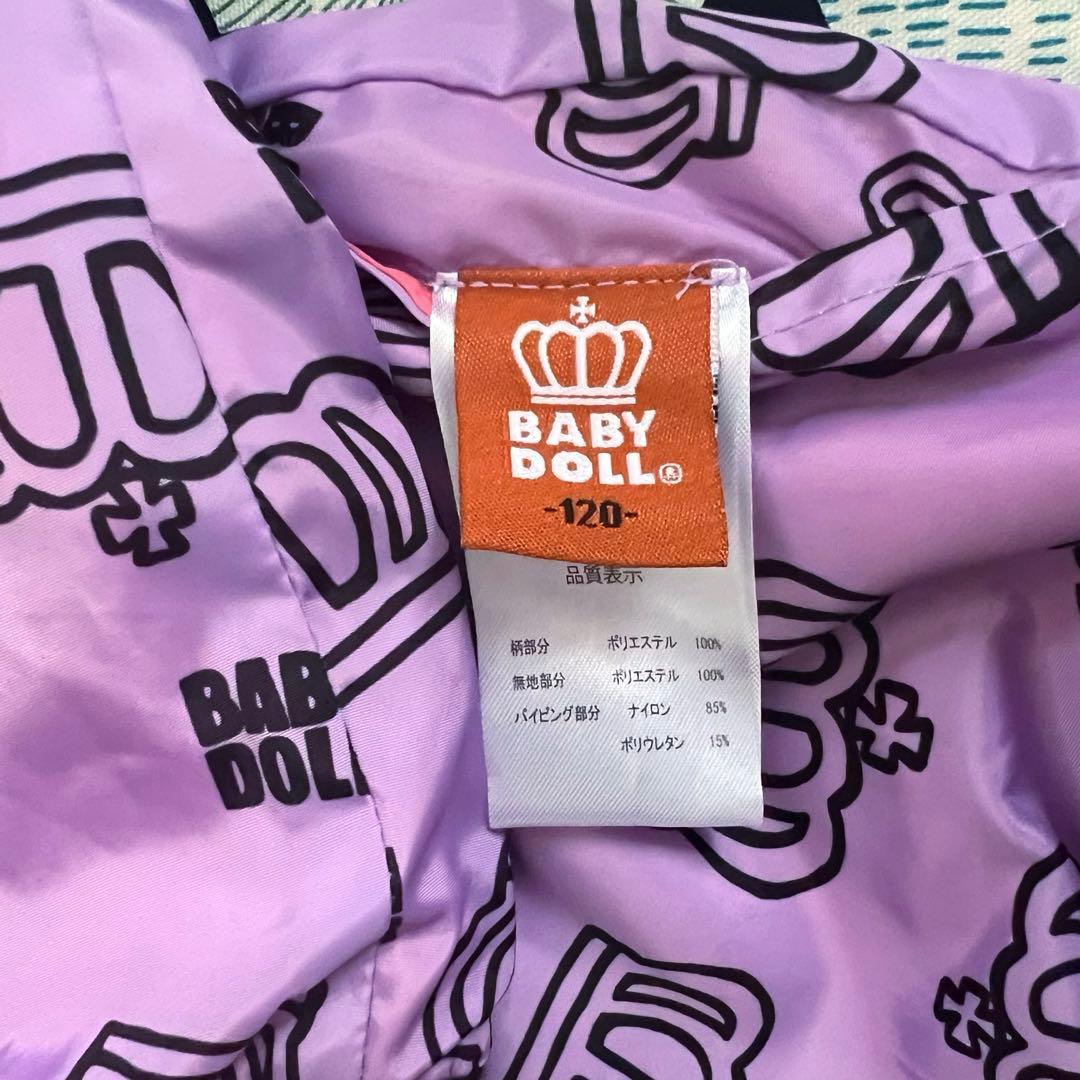 BABY
DOLL®
-120-
品質表示
柄部分 ポリエステル 100%
無地部分 ポリエステル 100%
パイピング部分 ナイロン 85%
ポリウレタン 15%
BAB
DOLL